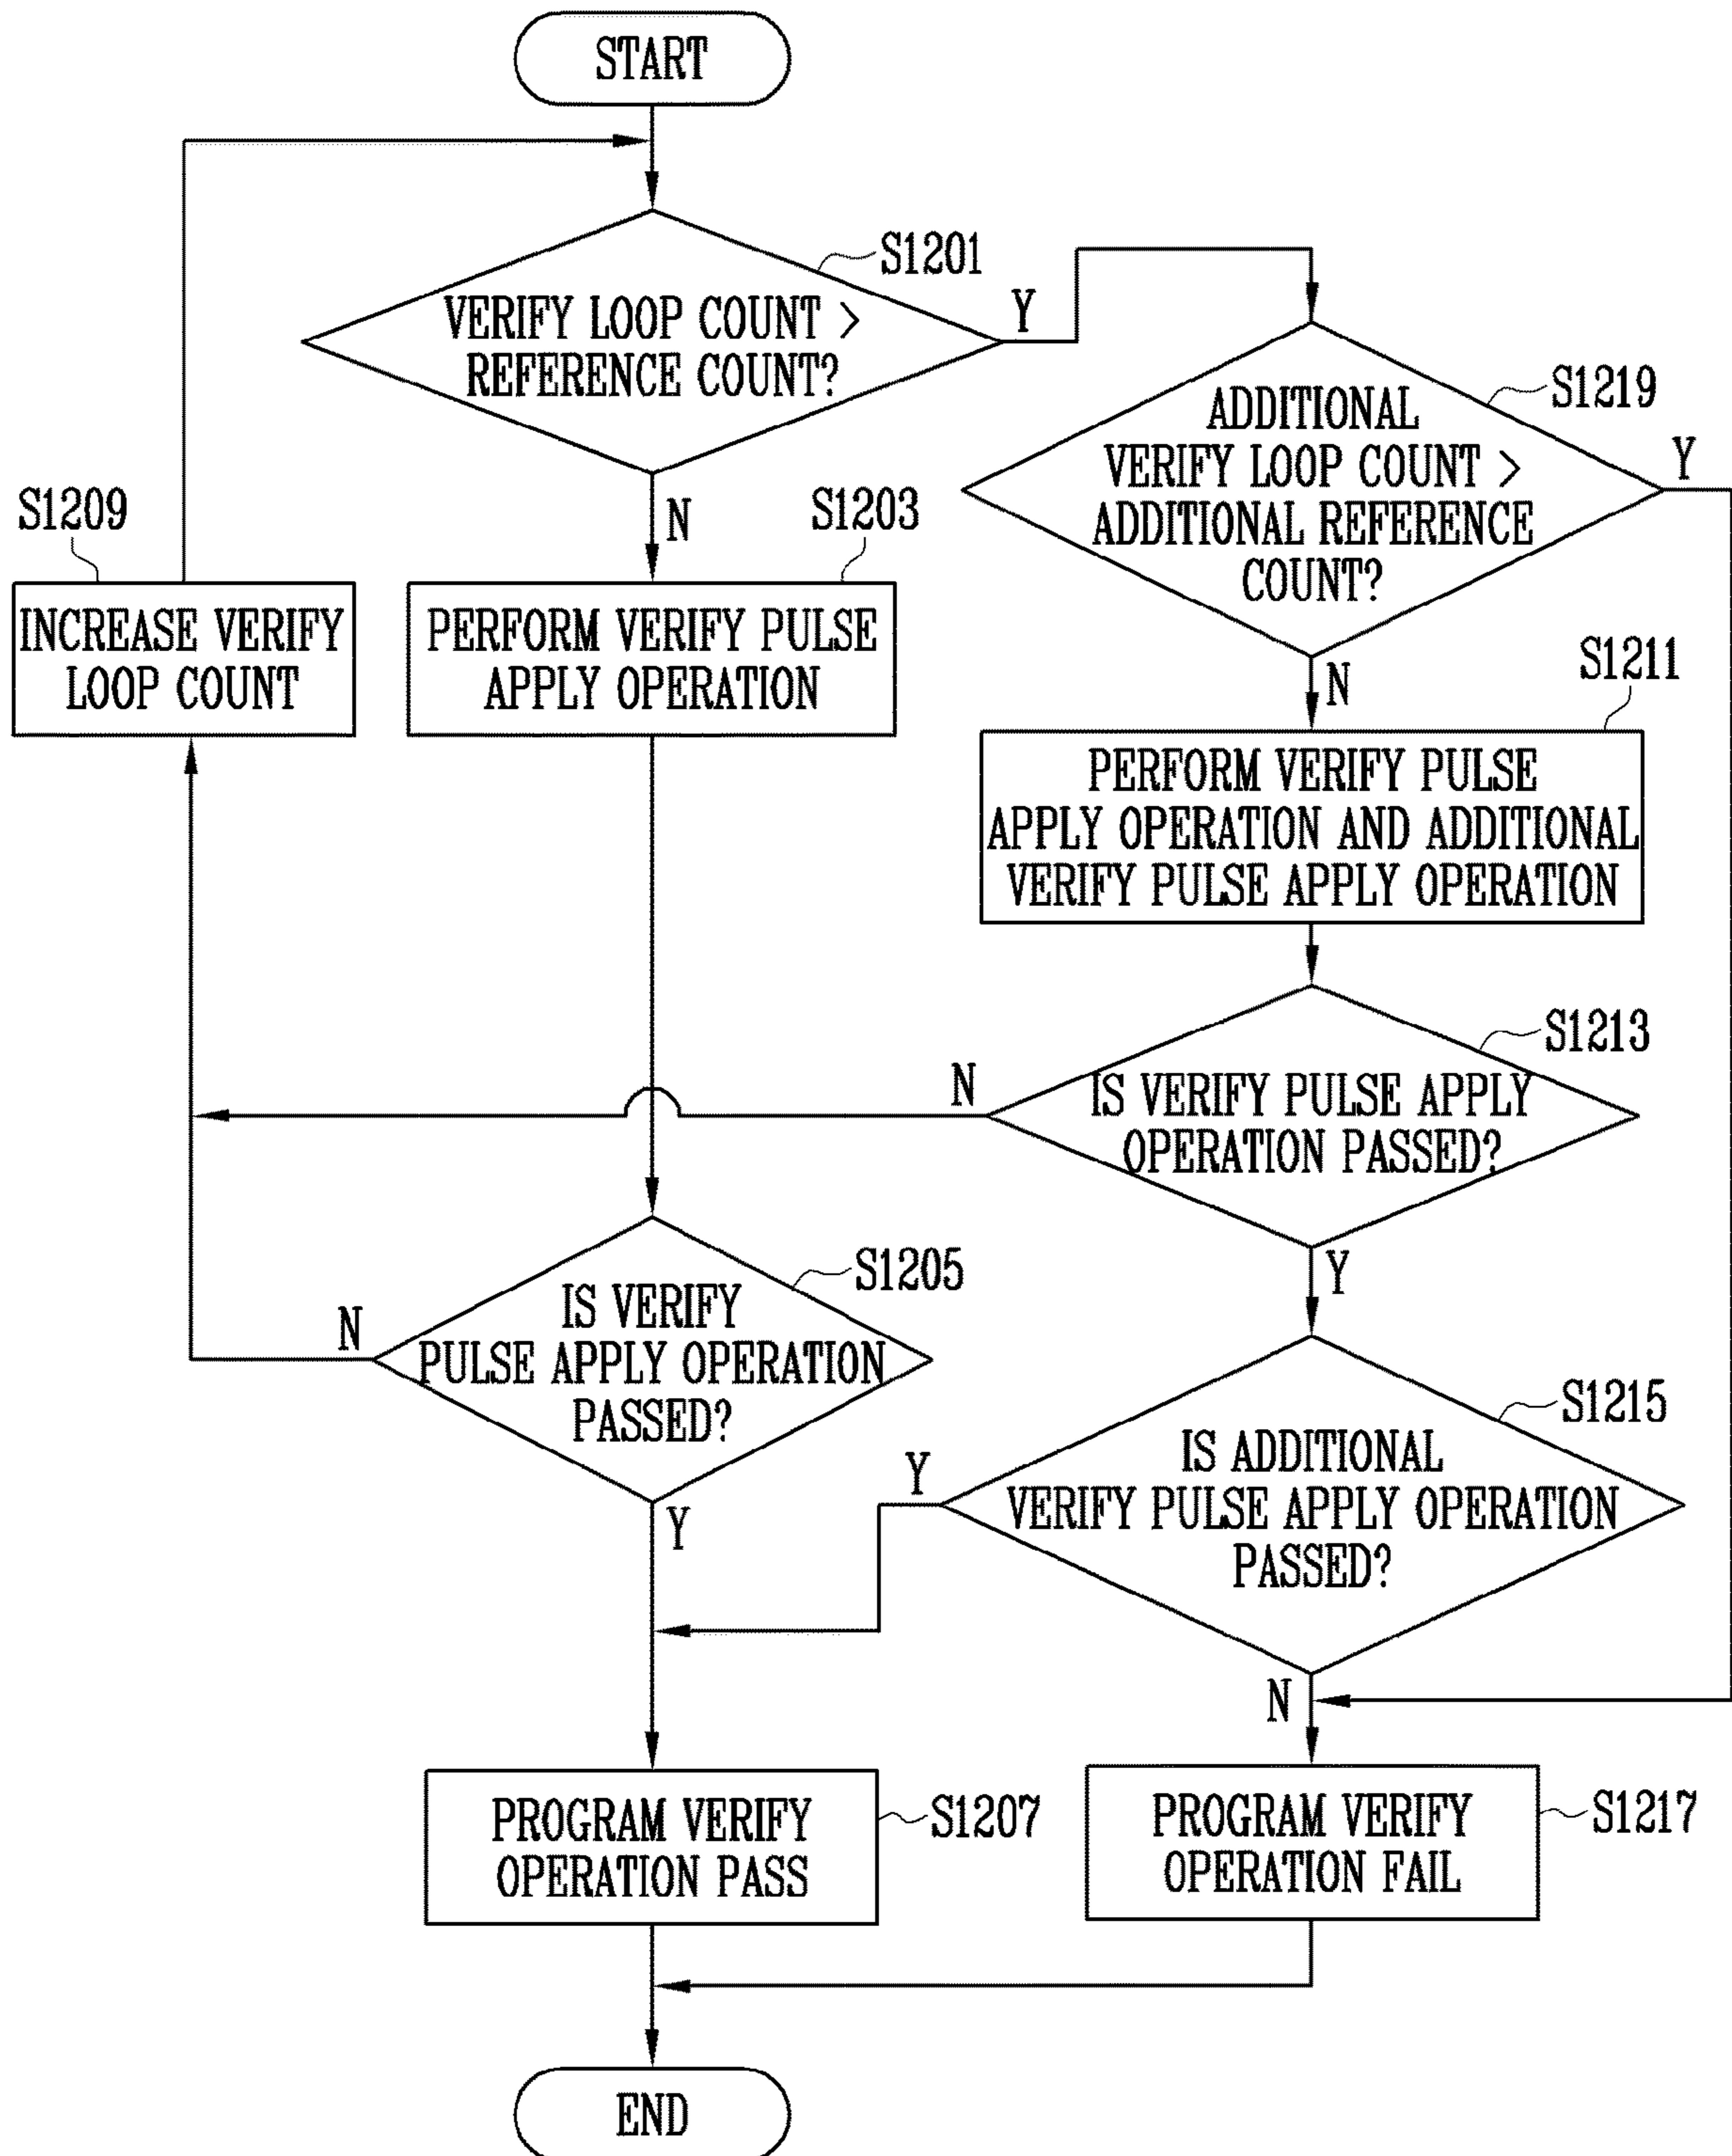 START
S1201
VERIFY LOOP COUNT >
REFERENCE COUNT?
Y
N
S1219
ADDITIONAL
VERIFY LOOP COUNT >
ADDITIONAL REFERENCE
COUNT?
Y
N
S1209
INCREASE VERIFY
LOOP COUNT
S1203
PERFORM VERIFY PULSE
APPLY OPERATION
S1211
PERFORM VERIFY PULSE
APPLY OPERATION AND ADDITIONAL
VERIFY PULSE APPLY OPERATION
S1213
IS VERIFY PULSE APPLY
OPERATION PASSED?
N
Y
S1205
IS VERIFY
PULSE APPLY OPERATION
PASSED?
N
Y
S1215
IS ADDITIONAL
VERIFY PULSE APPLY OPERATION
PASSED?
Y
N
PROGRAM VERIFY
OPERATION PASS
S1207
PROGRAM VERIFY
OPERATION FAIL
S1217
END